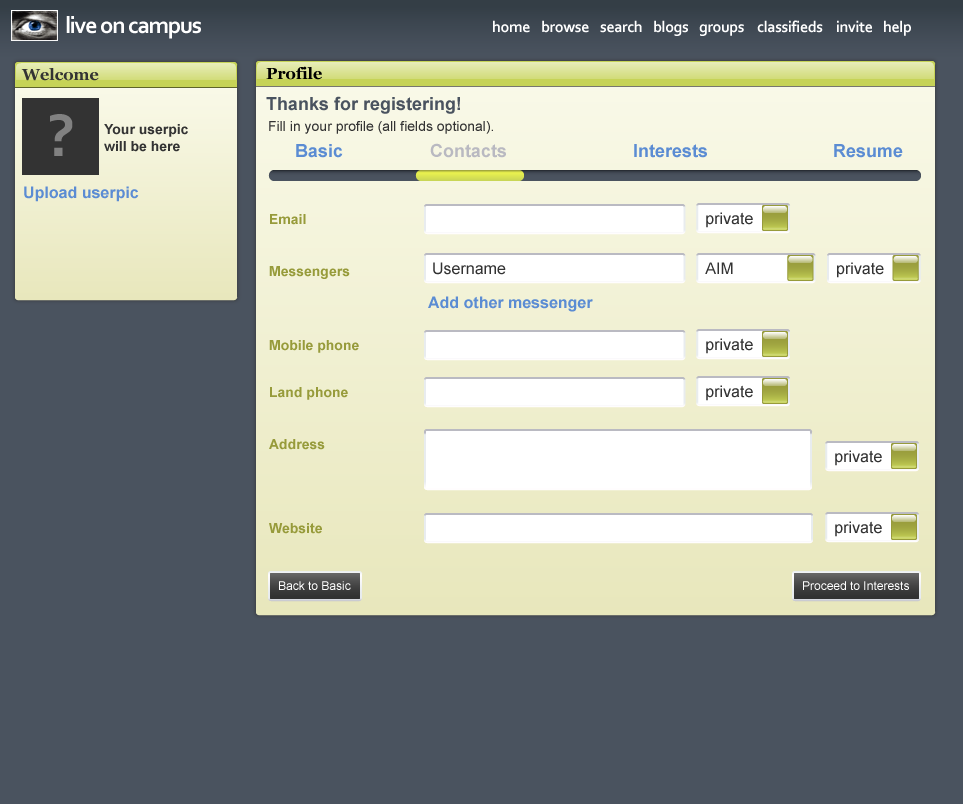 live on campus
home browse search blogs groups classifieds invite help
Welcome
?
Your userpic
will be here
Upload userpic
Profile
Thanks for registering!
Fill in your profile (all fields optional).
Basic Contacts Interests Resume
Email private
Messengers Username AIM private
Add other messenger
Mobile phone private
Land phone private
Address private
Website private
Back to Basic Proceed to Interests